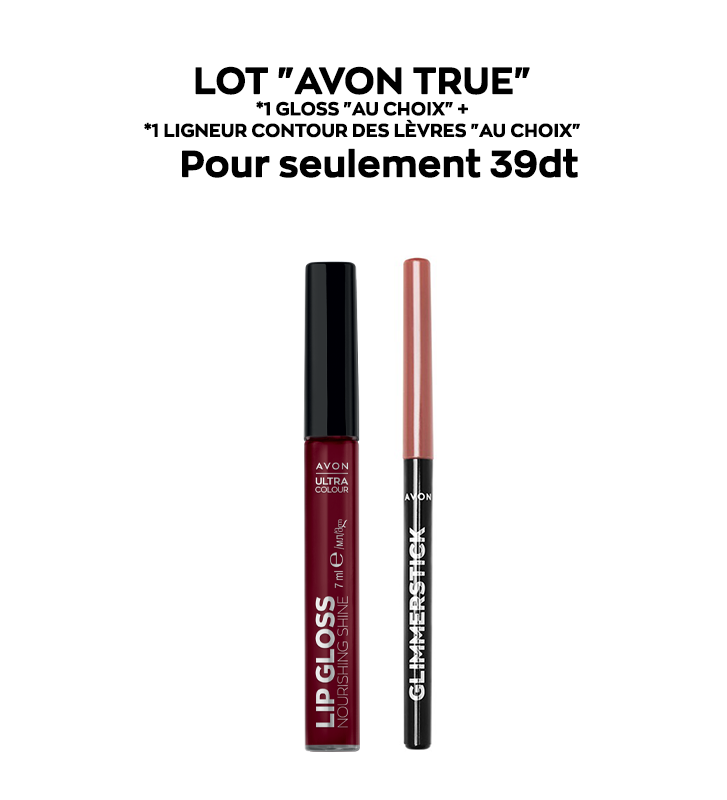 LOT "AVON TRUE"
*1 GLOSS "AU CHOIX" +
*1 LIGNEUR CONTOUR DES LÈVRES "AU CHOIX"
Pour seulement 39dt
AVON
ULTRA
COLOUR
LIP GLOSS
NOURISHING SHINE
7 ml e
AVON
GLIMMERSTICK